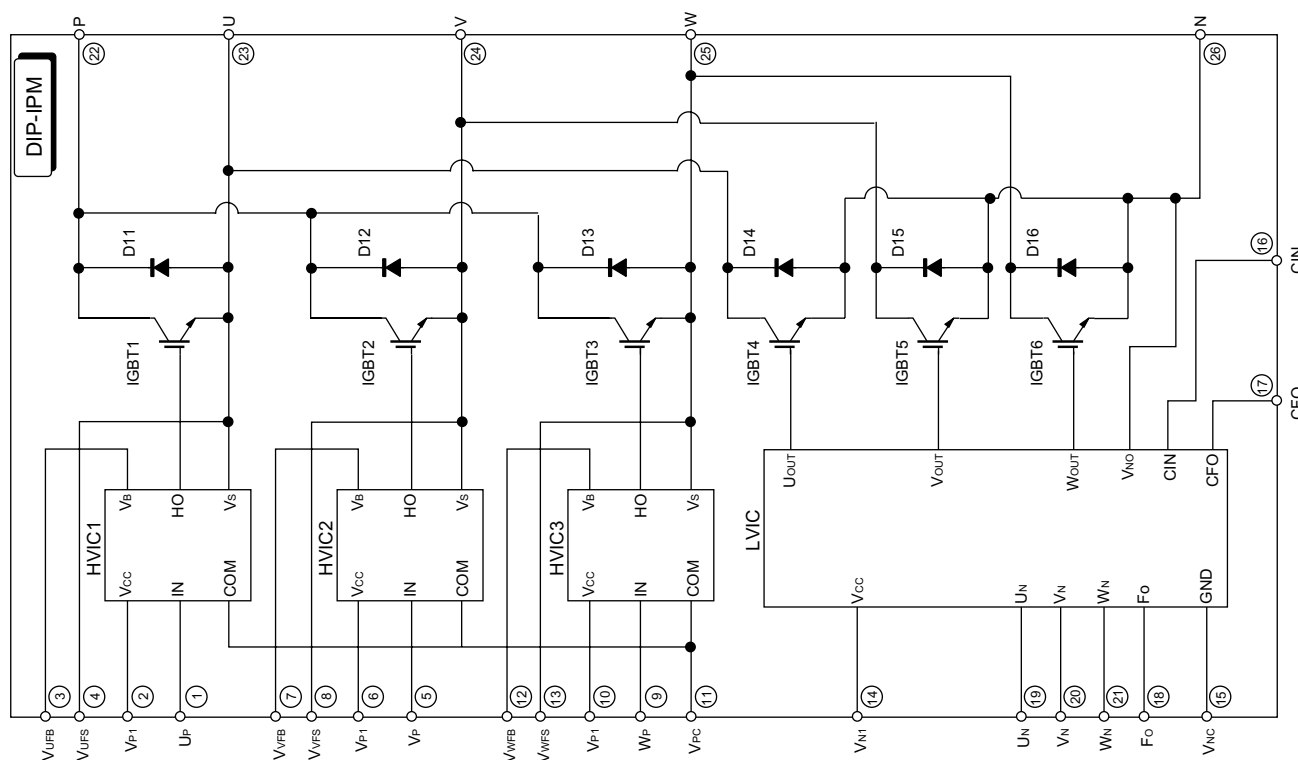 DIP-IPM
P
U
V
W
N
22
23
24
25
26
D11
D12
D13
D14
D15
D16
IGBT1
IGBT2
IGBT3
IGBT4
IGBT5
IGBT6
16
CIN
17
CFO
HVIC1
VB
HO
VS
VCC
IN
COM
HVIC2
VB
HO
VS
VCC
IN
COM
HVIC3
VB
HO
VS
VCC
IN
COM
LVIC
UOUT
VOUT
WOUT
VNO
CIN
CFO
VCC
UN
VN
WN
FO
GND
3
4
2
1
7
8
6
5
12
13
10
9
11
14
19
20
21
18
15
VUFB
VUFS
VP1
UP
VVFB
VVFS
VP1
VP
VWFB
VWFS
VP1
WP
VPC
VN1
UN
VN
WN
FO
VNC